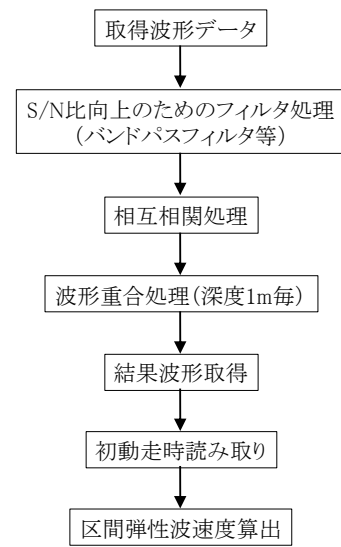 取得波形データ
S/N比向上のためのフィルタ処理
(バンドパスフィルタ等)
相互相関処理
波形重合処理(深度1m毎)
結果波形取得
初動走時読み取り
区間弾性波速度算出